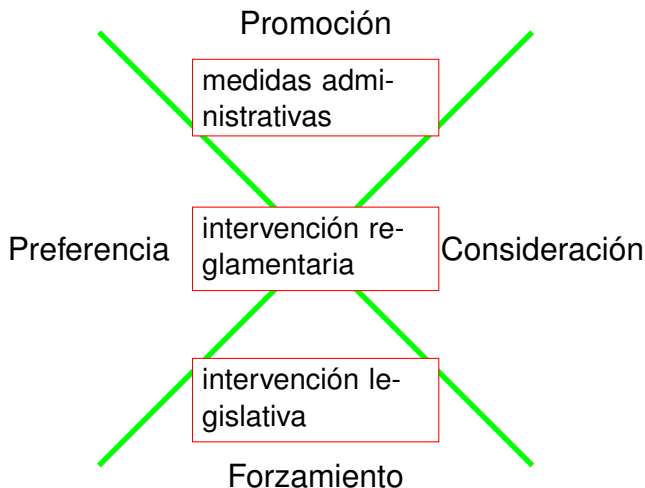 Promoción
medidas admi-
nistrativas
Preferencia
intervención re-
glamentaria
Consideración
intervención le-
gislativa
Forzamiento